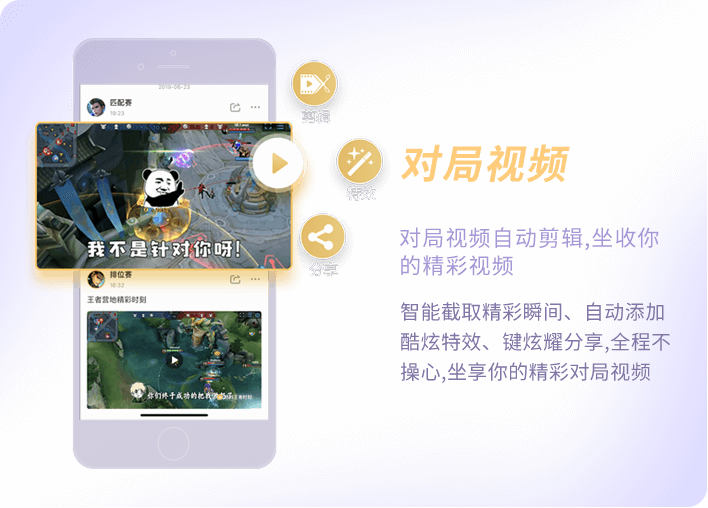 2019-06-23
匹配赛
19:23
剪辑
特效
分享
我不是针对你呀!
排位赛
16:32
王者营地精彩时刻
你们终于成功的把我
王者时刻
对局视频
对局视频自动剪辑,坐收你
的精彩视频
智能截取精彩瞬间、自动添加
酷炫特效、键炫耀分享,全程不
操心,坐享你的精彩对局视频